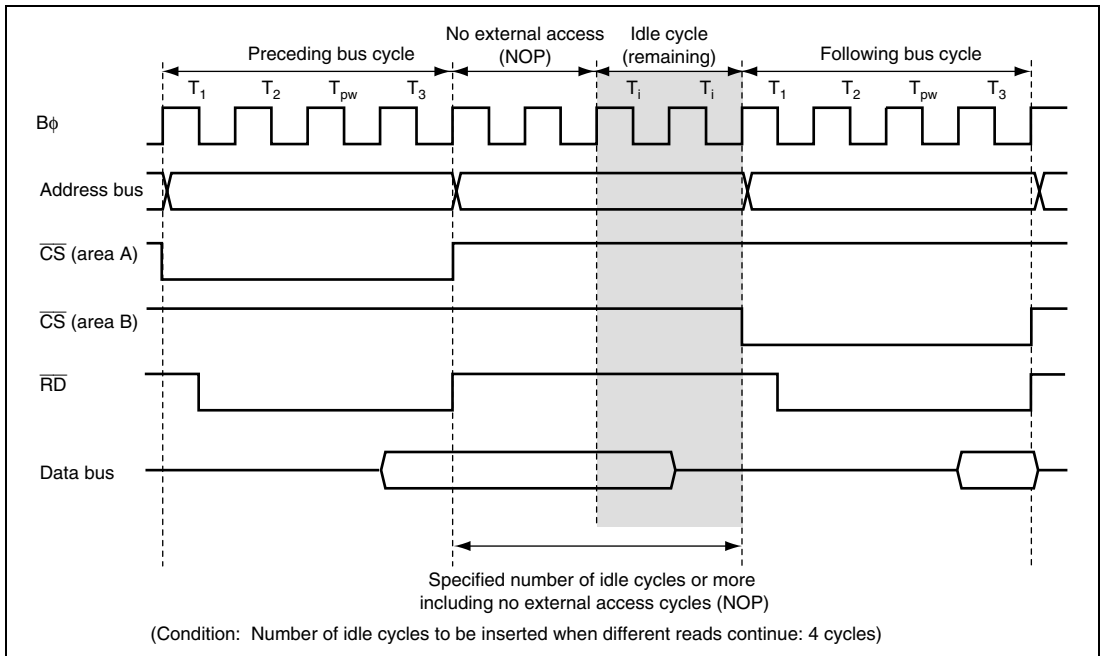 Preceding bus cycle
No external access
(NOP)
Idle cycle
(remaining)
Following bus cycle
T1 T2 Tpw T3 Ti Ti T1 T2 Tpw T3
Bϕ
Address bus
C̅S̅ (area A)
C̅S̅ (area B)
R̅D̅
Data bus
Specified number of idle cycles or more
including no external access cycles (NOP)
(Condition: Number of idle cycles to be inserted when different reads continue: 4 cycles)